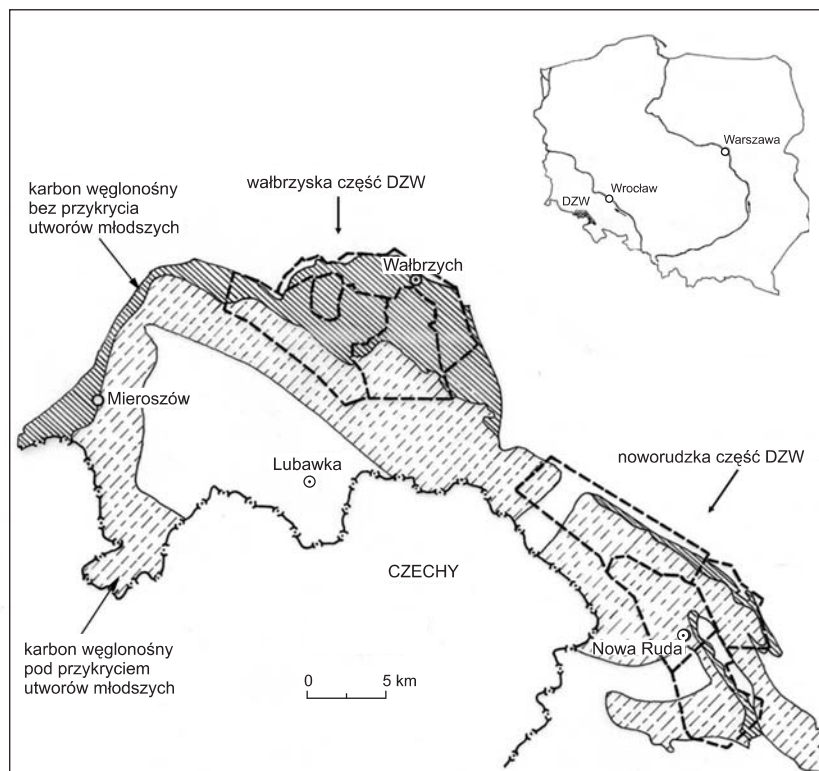 Warszawa
Wrocław
DZW
karbon węglonośny
bez przykrycia
utworów młodszych
wałbrzyska część DZW
Wałbrzych
Mieroszów
Lubawka
noworudzka część DZW
CZECHY
Nowa Ruda
karbon węglonośny
pod przykryciem
utworów młodszych
0 5 km